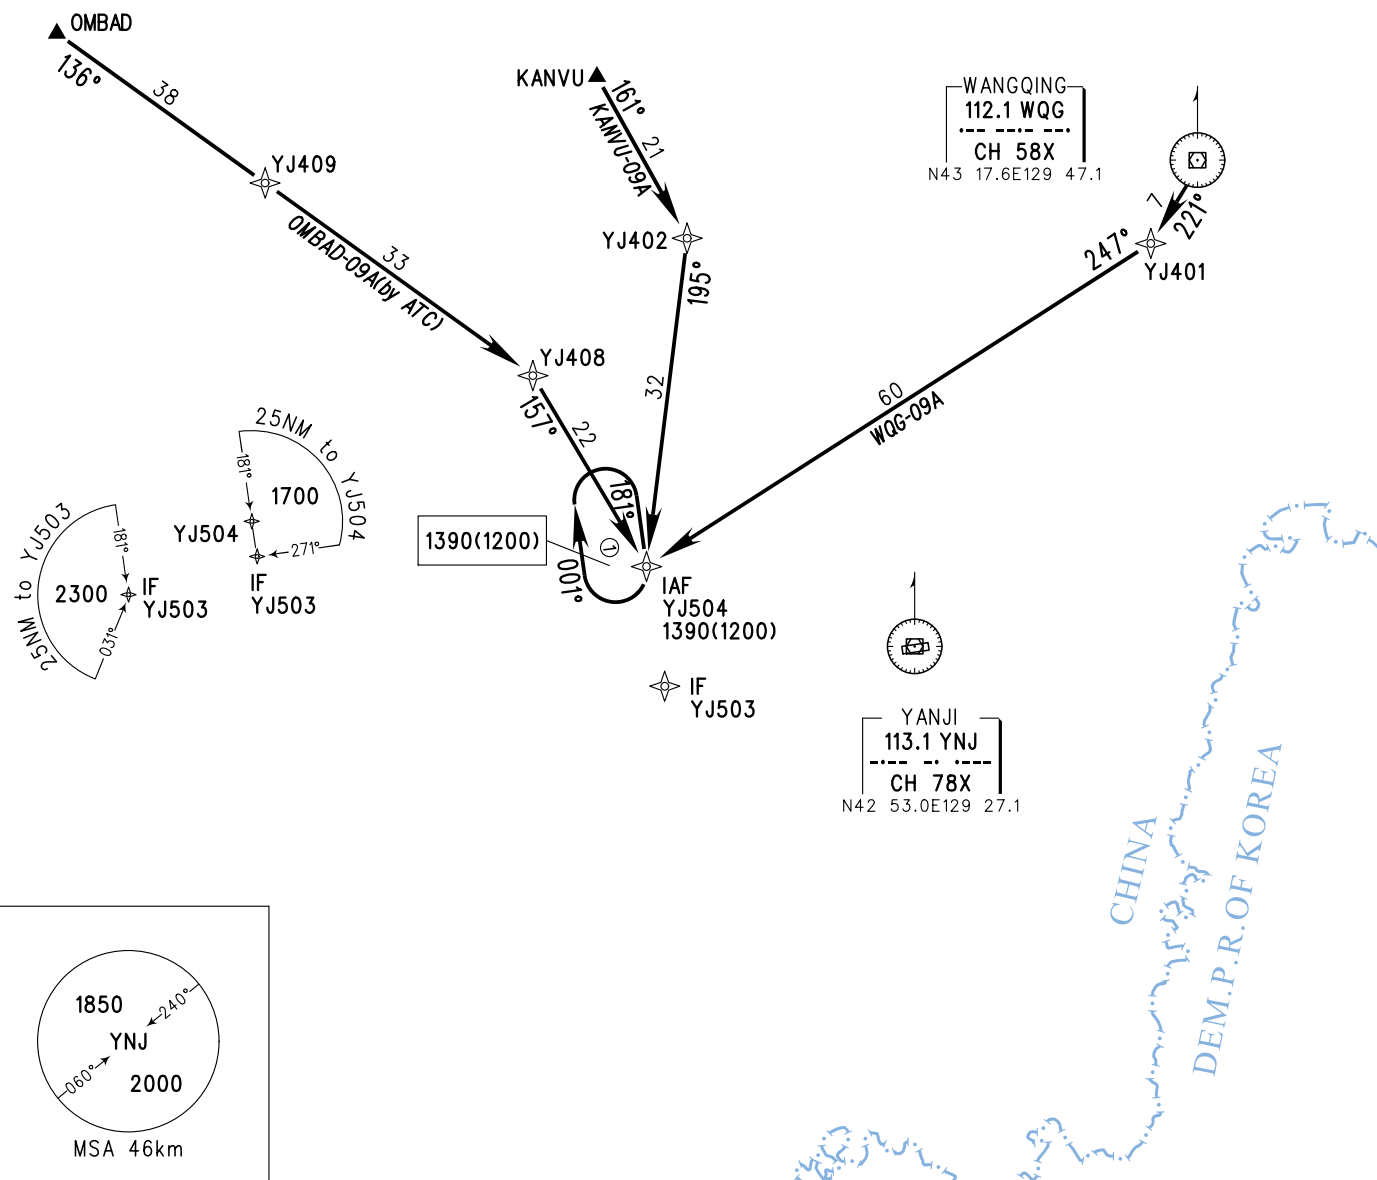 OMBAD
136°
38
YJ409
OMBAD-09A(by ATC)
33
KANVU
161°
KANVU-09A
21
YJ402
195°
32
WANGQING
112.1 WQG
CH 58X
N43 17.6E129 47.1
7
221°
247°
YJ401
60
WQG-09A
YJ408
157°
22
181°
1
001°
1390(1200)
IAF
YJ504
1390(1200)
IF
YJ503
25NM to YJ504
181°
1700
YJ504
271°
IF
YJ503
25NM to YJ503
181°
2300
IF
YJ503
031°
YANJI
113.1 YNJ
CH 78X
N42 53.0E129 27.1
CHINA
DEM.P.R.OF KOREA
1850
240°
YNJ
060°
2000
MSA 46km